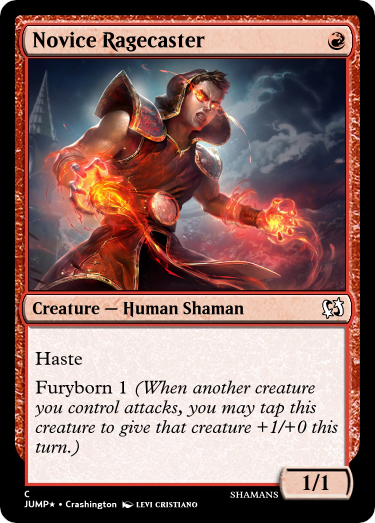 Novice Ragecaster
Creature — Human Shaman
Haste
Furyborn 1 (When another creature
you control attacks, you may tap this
creature to give that creature +1/+0 this
turn.)
1/1
C
SHAMANS
JUMP★ • Crashington LEVI CRISTIANO